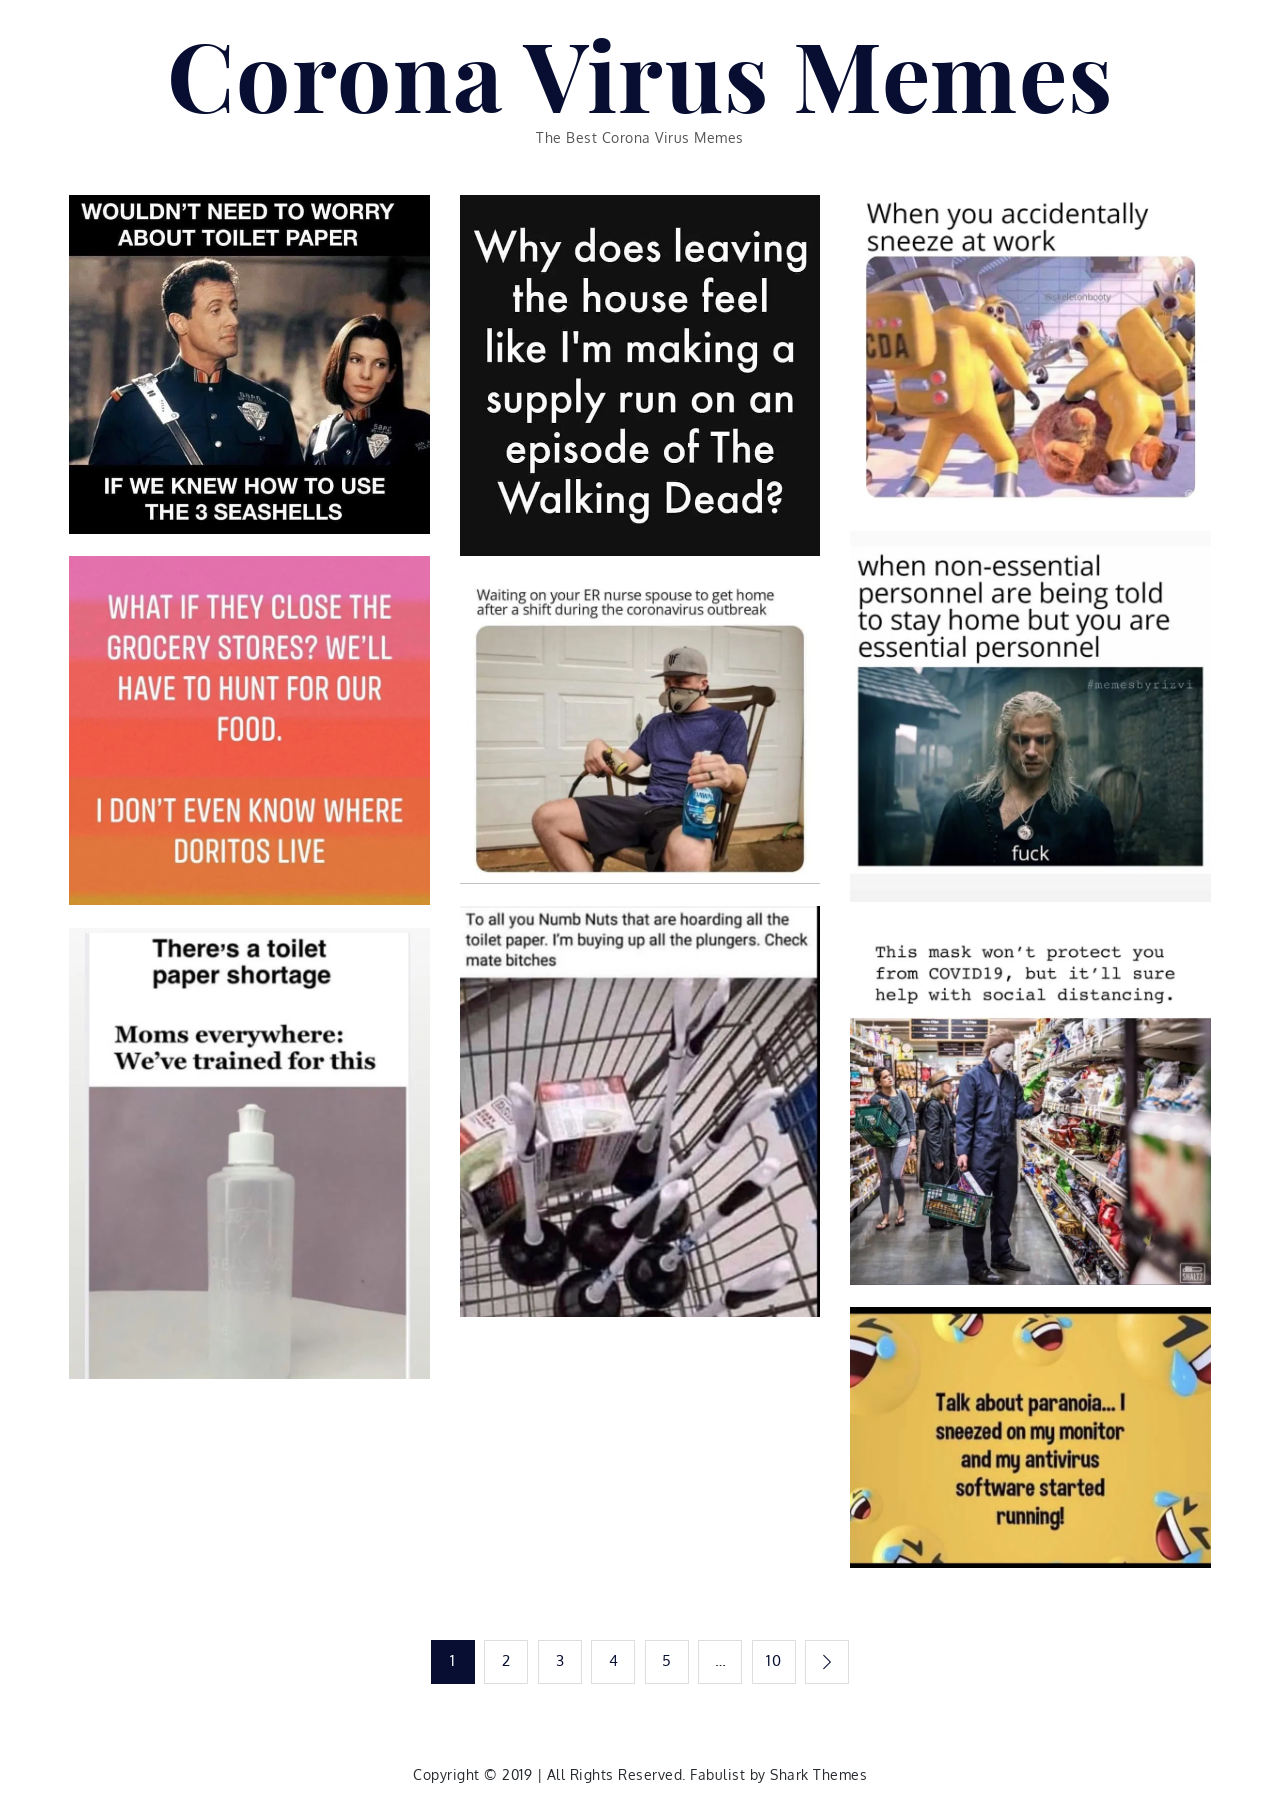 Corona Virus Memes
The Best Corona Virus Memes
WOULDN'T NEED TO WORRY
ABOUT TOILET PAPER
IF WE KNEW HOW TO USE
THE 3 SEASHELLS
WHAT IF THEY CLOSE THE
GROCERY STORES? WE'LL
HAVE TO HUNT FOR OUR
FOOD.
I DON'T EVEN KNOW WHERE
DORITOS LIVE
There's a toilet
paper shortage
Moms everywhere:
We've trained for this
Why does leaving
the house feel
like I'm making a
supply run on an
episode of The
Walking Dead?
Waiting on your ER nurse spouse to get home
after a shift during the coronavirus outbreak
DAWN
To all you Numb Nuts that are hoarding all the
toilet paper. I'm buying up all the plungers. Check
mate bitches
When you accidentally
sneeze at work
@skeletonbooty
CDA
when non-essential
personnel are being told
to stay home but you are
essential personnel
#memesbyrizvi
fuck
This mask won't protect you
from COVID19, but it'll sure
help with social distancing.
SHALTZ
Talk about paranoia... I
sneezed on my monitor
and my antivirus
software started
running!
1 2 3 4 5 ... 10
Copyright © 2019 | All Rights Reserved. Fabulist by Shark Themes